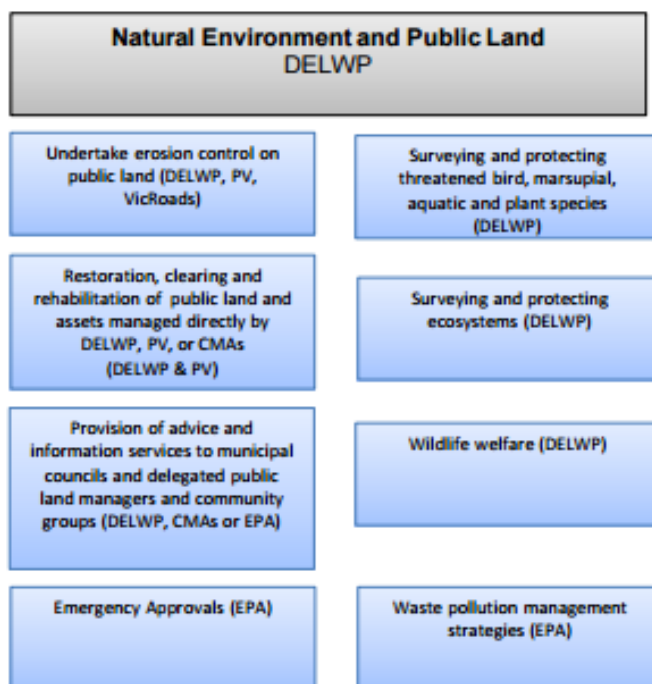 Natural Environment and Public Land
DELWP
Undertake erosion control on
public land (DELWP, PV,
VicRoads)
Surveying and protecting
threatened bird, marsupial,
aquatic and plant species
(DELWP)
Restoration, clearing and
rehabilitation of public land and
assets managed directly by
DELWP, PV, or CMAs
(DELWP & PV)
Surveying and protecting
ecosystems (DELWP)
Provision of advice and
information services to municipal
councils and delegated public
land managers and community
groups (DELWP, CMAs or EPA)
Wildlife welfare (DELWP)
Emergency Approvals (EPA)
Waste pollution management
strategies (EPA)